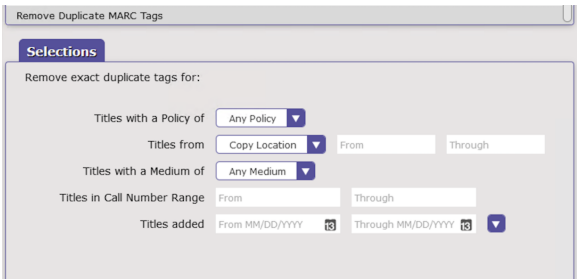 Remove Duplicate MARC Tags
Selections
Remove exact duplicate tags for:
Titles with a Policy of Any Policy
Titles from Copy Location From Through
Titles with a Medium of Any Medium
Titles in Call Number Range From Through
Titles added From MM/DD/YYYY 13 Through MM/DD/YYYY 13